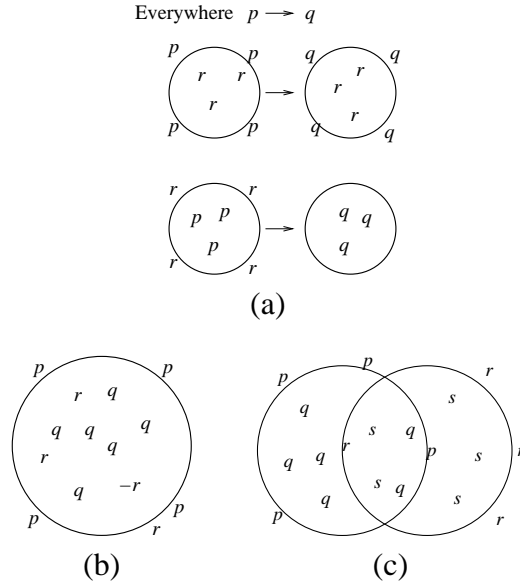 Everywhere p → q
p p q q
r r r
r r
r r
p p q q
r r r
p p q q
p q
r r
(a)
p p p
r
r q q
s
q q q s q r
r q r q q p s
q −r s q s
q
p p p r
r
(b) (c)